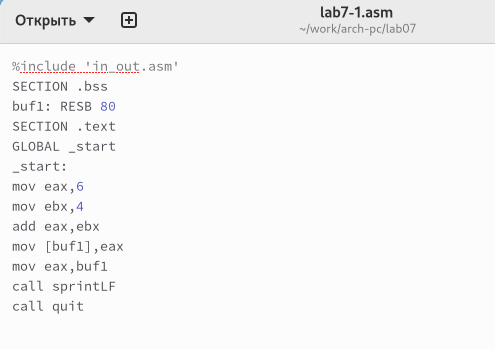 Открыть
lab7-1.asm
~/work/arch-pc/lab07
%include 'in_out.asm'
SECTION .bss
buf1: RESB 80
SECTION .text
GLOBAL _start
_start:
mov eax,6
mov ebx,4
add eax,ebx
mov [buf1],eax
mov eax,buf1
call sprintLF
call quit